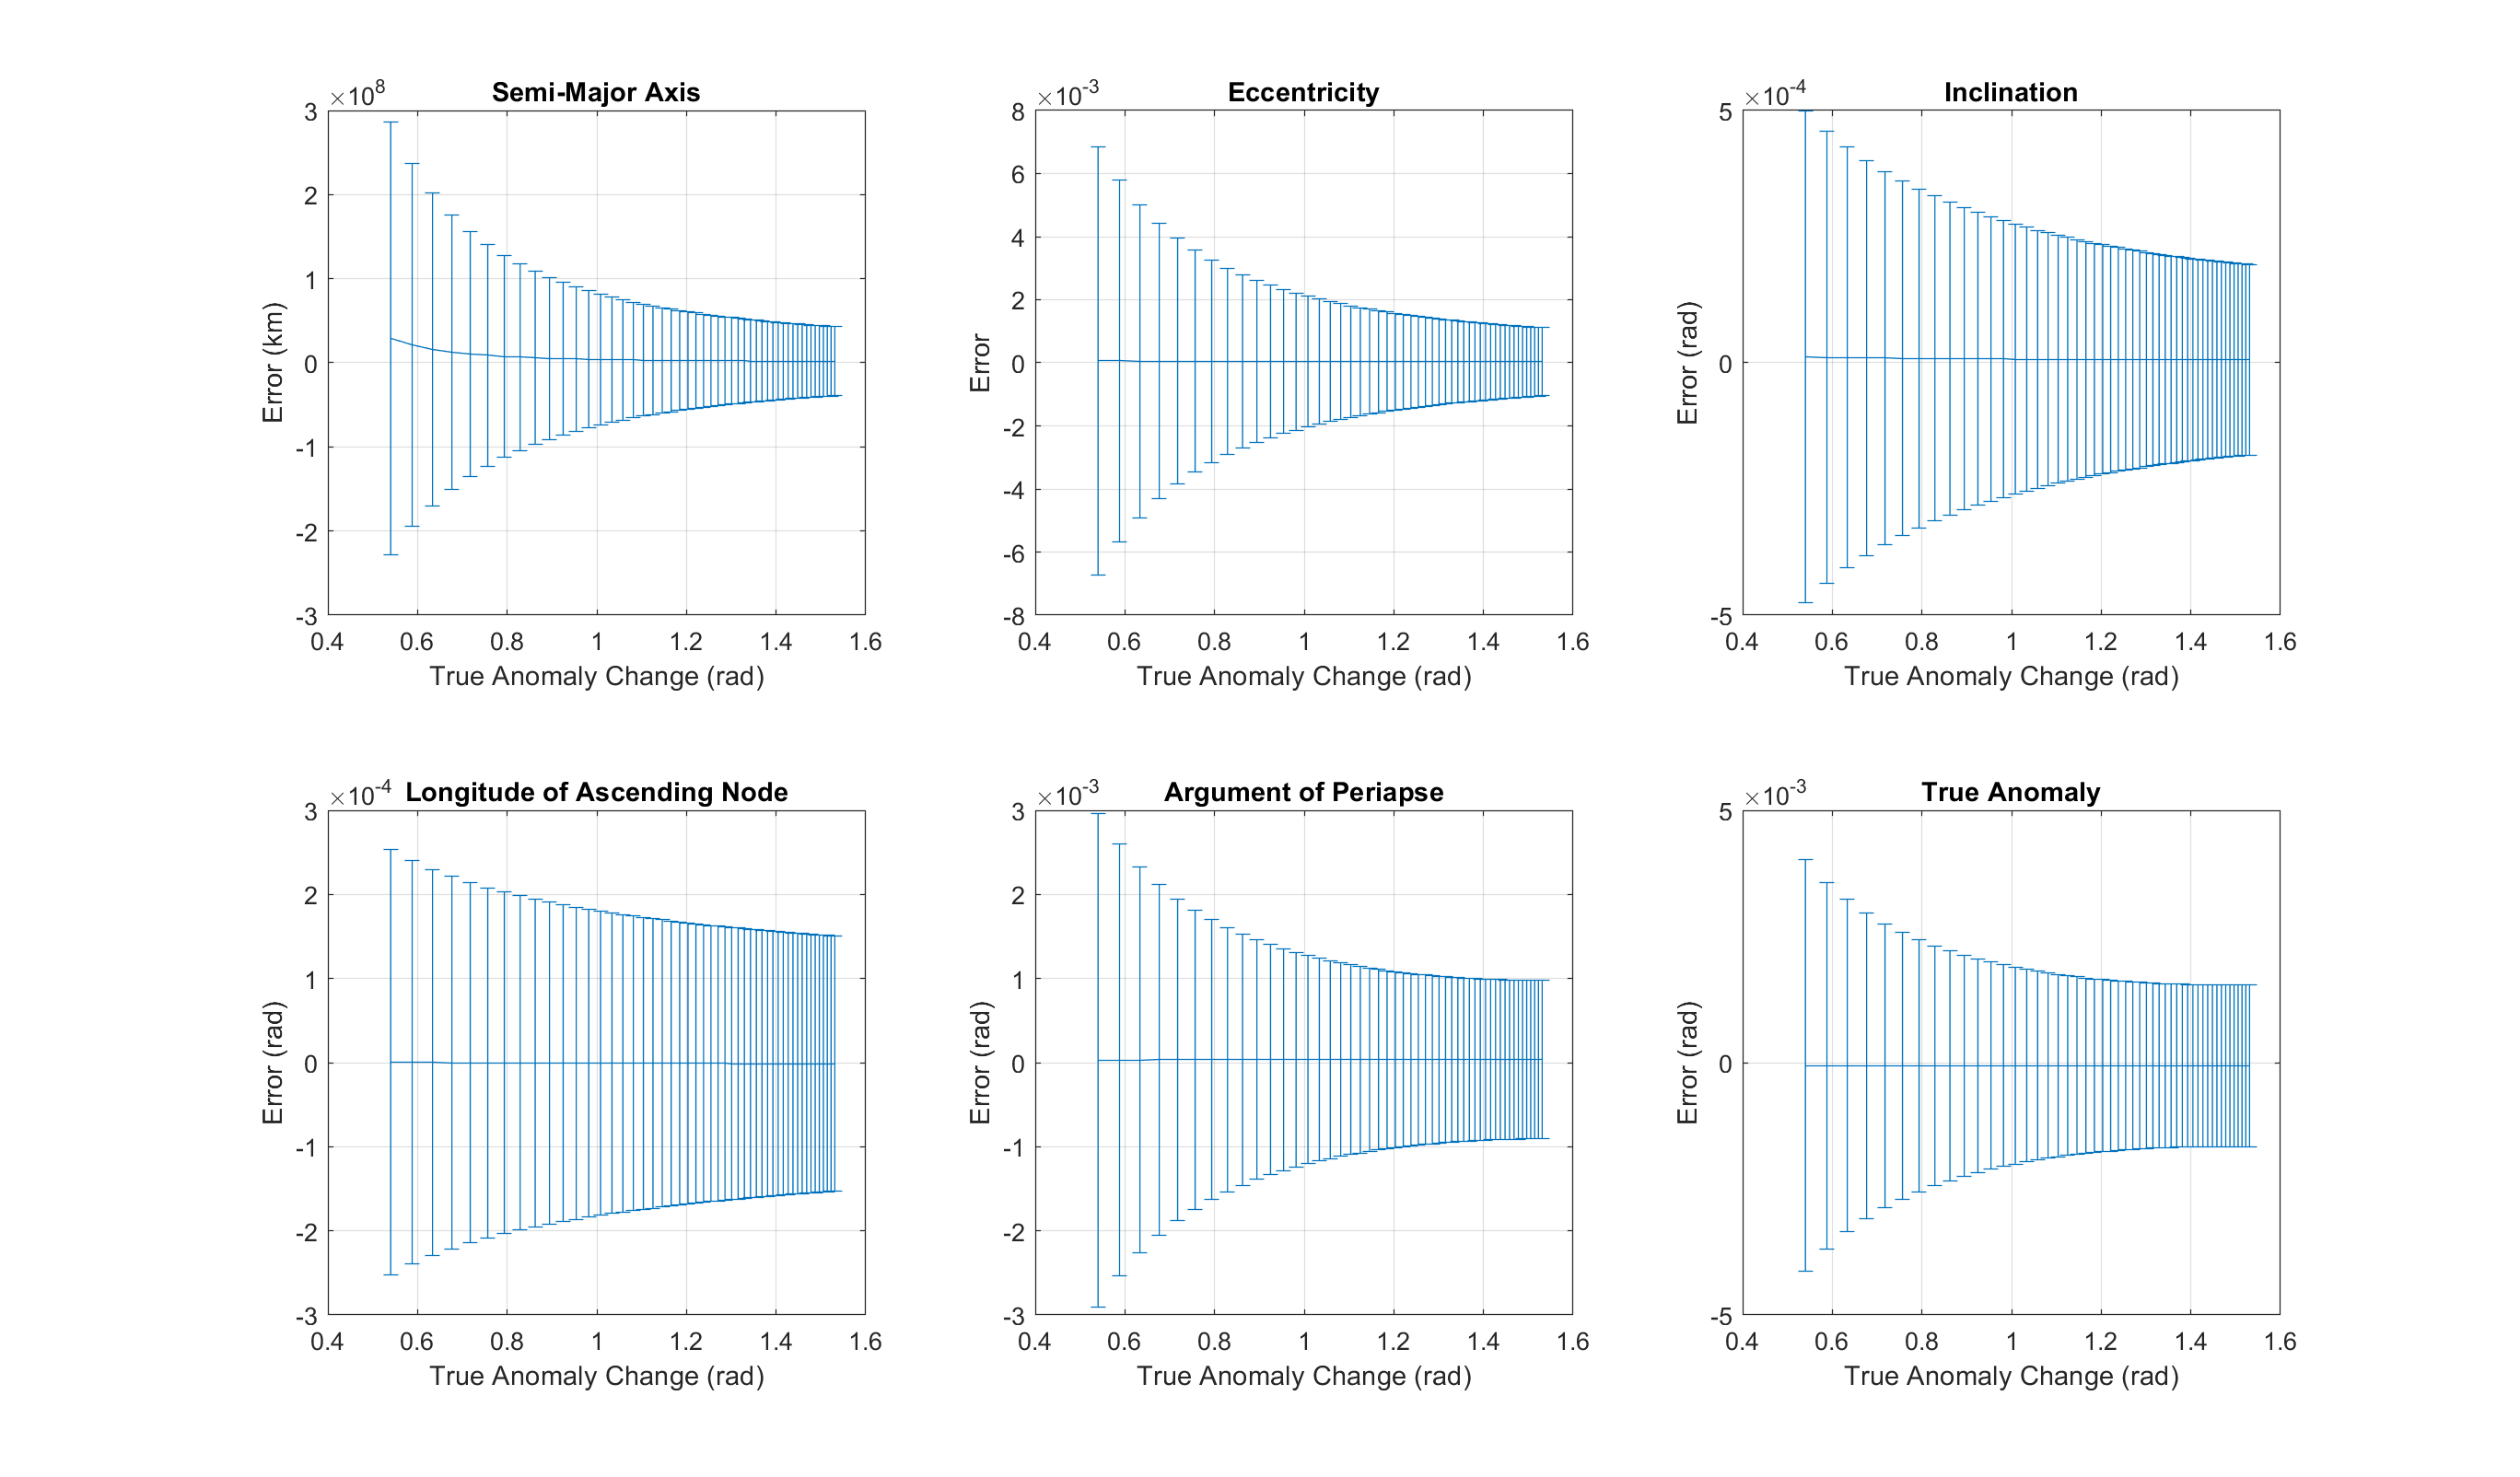 ×10^8 Semi-Major Axis
3
2
1
0
-1
-2
-3
Error (km)
0.4 0.6 0.8 1 1.2 1.4 1.6
True Anomaly Change (rad)
×10^-3 Eccentricity
8
6
4
2
0
-2
-4
-6
-8
Error
0.4 0.6 0.8 1 1.2 1.4 1.6
True Anomaly Change (rad)
×10^-4 Inclination
5
0
-5
Error (rad)
0.4 0.6 0.8 1 1.2 1.4 1.6
True Anomaly Change (rad)
×10^-4 Longitude of Ascending Node
3
2
1
0
-1
-2
-3
Error (rad)
0.4 0.6 0.8 1 1.2 1.4 1.6
True Anomaly Change (rad)
×10^-3 Argument of Periapse
3
2
1
0
-1
-2
-3
Error (rad)
0.4 0.6 0.8 1 1.2 1.4 1.6
True Anomaly Change (rad)
×10^-3 True Anomaly
5
0
-5
Error (rad)
0.4 0.6 0.8 1 1.2 1.4 1.6
True Anomaly Change (rad)